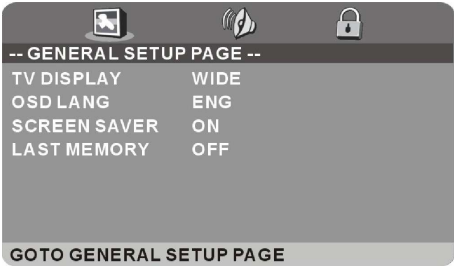 -- GENERAL SETUP PAGE --
TV DISPLAY WIDE
OSD LANG ENG
SCREEN SAVER ON
LAST MEMORY OFF
GOTO GENERAL SETUP PAGE